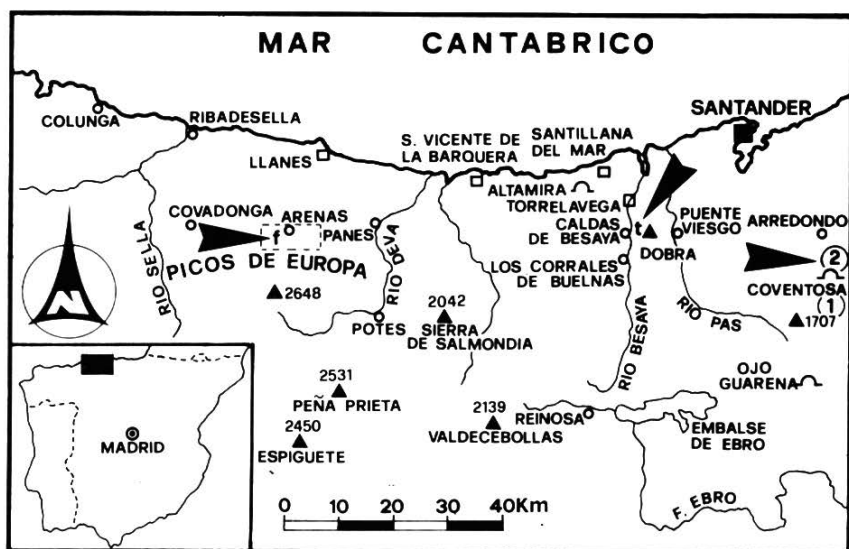 MAR CANTABRICO
COLUNGA
RIBADESELLA
LLANES
S. VICENTE DE
LA BARQUERA
SANTILLANA
DEL MAR
SANTANDER
ALTAMIRA
TORRELAVEGA
COVADONGA
f
ARENAS
PANES
CALDAS
DE BESAYA
t
DOBRA
PUENTE
VIESGO
ARREDONDO
2
RIO SELLA
PICOS DE EUROPA
RIO DEVA
LOS CORRALES
DE BUELNAS
COVENTOSA
1
N
2648
2042
1707
POTES
SIERRA
DE SALMONDIA
RIO BESAYA
RIO PAS
OJO
GUARENA
2531
PEÑA PRIETA
2139
VALDECEBOLLAS
REINOSA
EMBALSE
DE EBRO
2450
ESPIGUETE
MADRID
F. EBRO
0 10 20 30 40Km